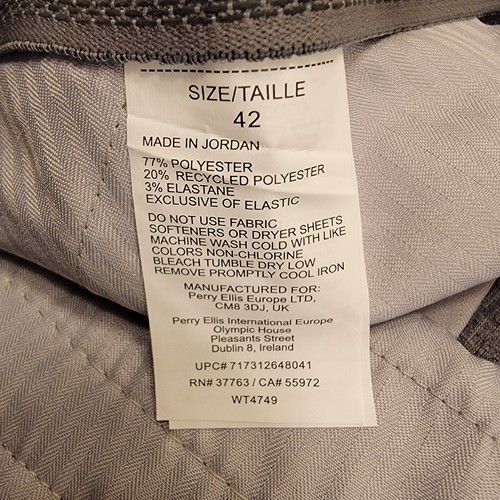 SIZE/TAILLE
42
MADE IN JORDAN
77% POLYESTER
20% RECYCLED POLYESTER
3% ELASTANE
EXCLUSIVE OF ELASTIC
DO NOT USE FABRIC
SOFTENERS OR DRYER SHEETS
MACHINE WASH COLD WITH LIKE
COLORS NON-CHLORINE
BLEACH TUMBLE DRY LOW
REMOVE PROMPTLY COOL IRON
MANUFACTURED FOR:
Perry Ellis Europe LTD,
CM8 3DJ, UK
Perry Ellis International Europe
Olympic House
Pleasants Street
Dublin 8, Ireland
UPC# 717312648041
RN# 37763 / CA# 55972
WT4749